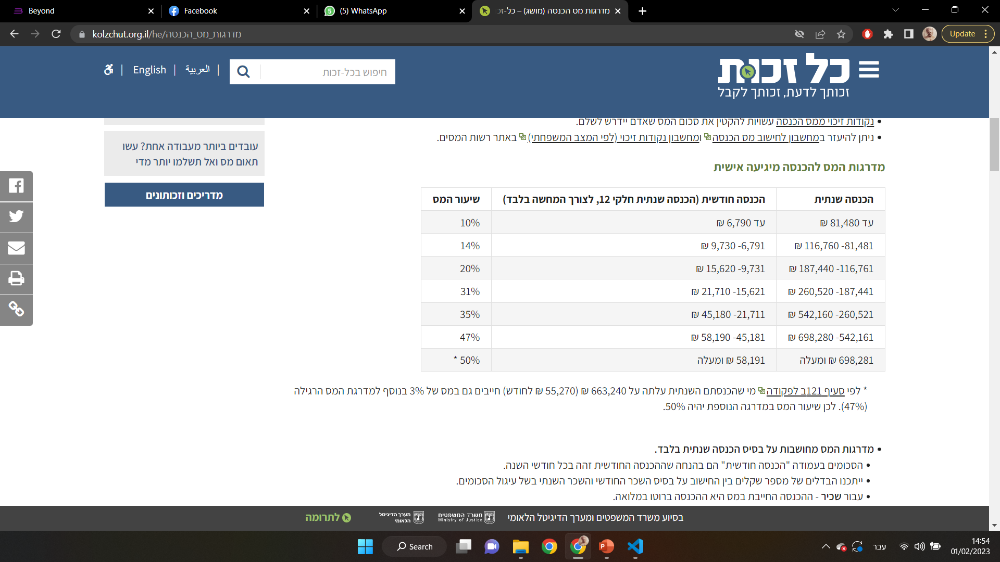 Beyond
Facebook
(5) WhatsApp
מדרגות מס הכנסה (מושג) – כל-זכ
kolzchut.org.il/he/מדרגות_מס_הכנסה
Update
English | العربية |
חיפוש בכל-זכות
כל זכות
זכותך לדעת, זכותך לקבל
• נקודות זיכוי ממס הכנסה עשויות להקטין את סכום המס שאדם יידרש לשלם.
• ניתן להיעזר במחשבון לחישוב מס הכנסה ומחשבון נקודות זיכוי (לפי המצב המשפחתי) באתר רשות המסים.
עובדים ביותר מעבודה אחת? עשו
תאום מס ואל תשלמו יותר מדי
מדריכים וזכותונים
מדרגות המס להכנסה מיגיעה אישית
הכנסה שנתית הכנסה חודשית (הכנסה שנתית חלקי 12, לצורך המחשה בלבד) שיעור המס
עד 81,480 ₪ עד 6,790 ₪ 10%
81,481- 116,760 ₪ 6,791- 9,730 ₪ 14%
116,761- 187,440 ₪ 9,731- 15,620 ₪ 20%
187,441- 260,520 ₪ 15,621- 21,710 ₪ 31%
260,521- 542,160 ₪ 21,711- 45,180 ₪ 35%
542,161- 698,280 ₪ 45,181- 58,190 ₪ 47%
698,281 ₪ ומעלה 58,191 ₪ ומעלה 50% *
* לפי סעיף 121ב לפקודה מי שהכנסתם השנתית עלתה על 663,240 ₪ (55,270 ₪ לחודש) חייבים גם במס של 3% בנוסף למדרגת המס הרגילה
(47%). לכן שיעור המס במדרגה הנוספת יהיה 50%.
• מדרגות המס מחושבות על בסיס הכנסה שנתית בלבד.
• הסכומים בעמודה "הכנסה חודשית" הם בהנחה שההכנסה החודשית זהה בכל חודשי השנה.
• ייתכנו הבדלים של מספר שקלים בין החישוב על בסיס השכר החודשי והשכר השנתי בשל עיגול הסכומים.
• עבור שכיר - ההכנסה החייבת במס היא ההכנסה ברוטו במלואה.
בסיוע משרד המשפטים ומערך הדיגיטל הלאומי
משרד המשפטים
Ministry of Justice
מערך הדיגיטל
הלאומי
לתרומה
Search
עבר
14:54
01/02/2023